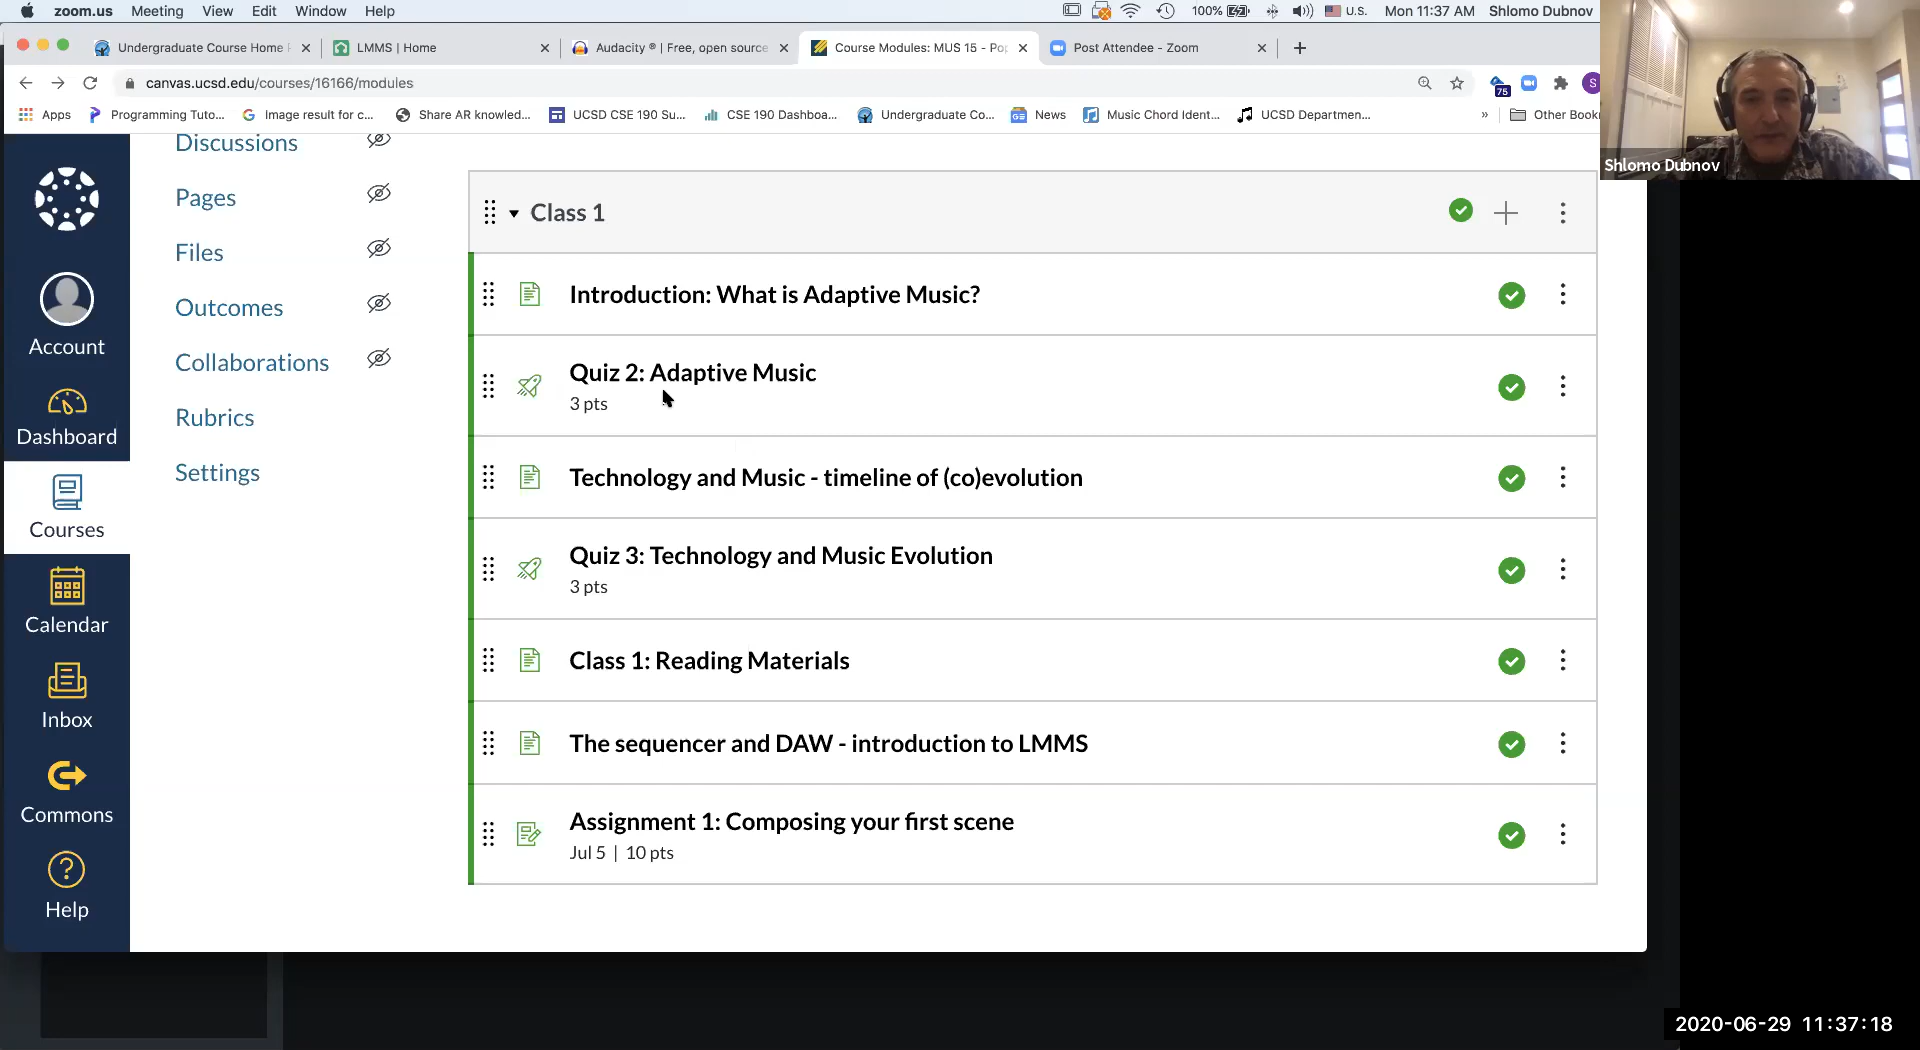 zoom.us Meeting View Edit Window Help 100% U.S. Mon 11:37 AM Shlomo Dubnov
Undergraduate Course Home LMMS | Home Audacity ® | Free, open source Course Modules: MUS 15 - Po Post Attendee - Zoom
canvas.ucsd.edu/courses/16166/modules 75 S
Apps Programming Tuto... Image result for c... Share AR knowled... UCSD CSE 190 Su... CSE 190 Dashboa... Undergraduate Co... News Music Chord Ident... UCSD Departmen... » Other Book
Shlomo Dubnov
Account
Dashboard
Courses
Calendar
Inbox
Commons
Help
Discussions
Pages
Files
Outcomes
Collaborations
Rubrics
Settings
Class 1
Introduction: What is Adaptive Music?
Quiz 2: Adaptive Music
3 pts
Technology and Music - timeline of (co)evolution
Quiz 3: Technology and Music Evolution
3 pts
Class 1: Reading Materials
The sequencer and DAW - introduction to LMMS
Assignment 1: Composing your first scene
Jul 5 | 10 pts
2020-06-29 11:37:18